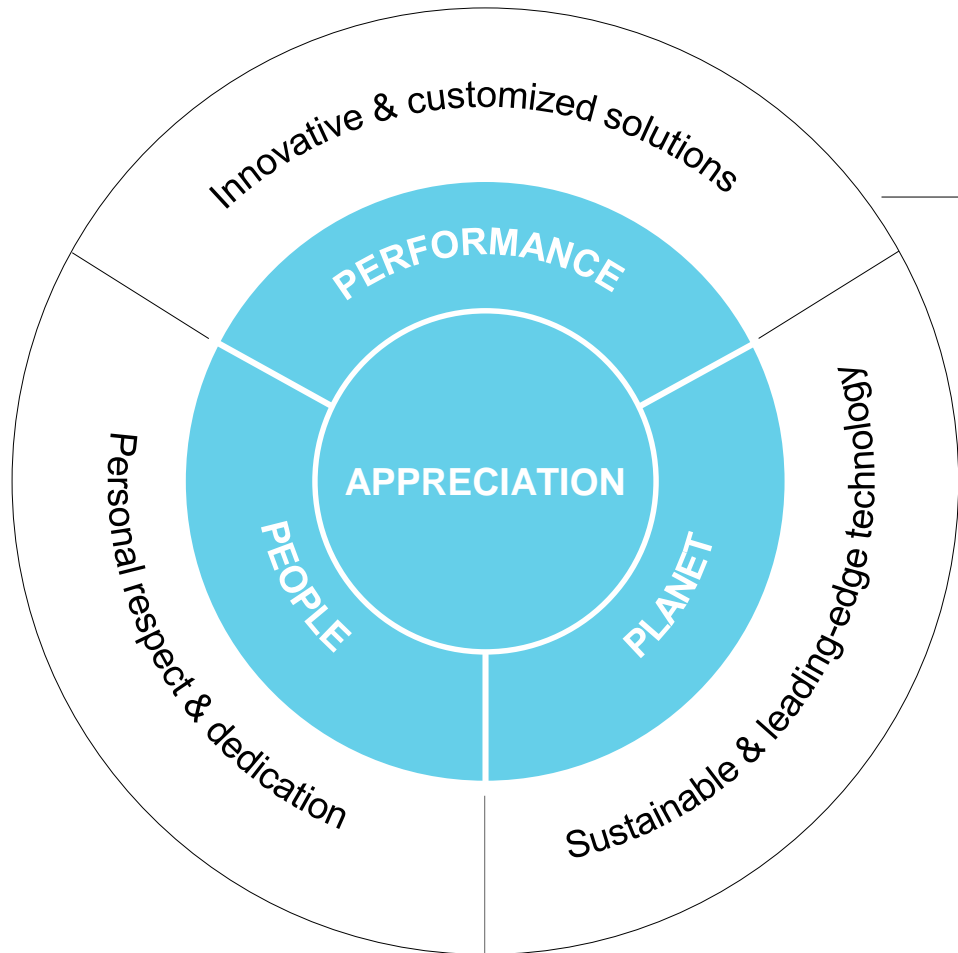 Innovative & customized solutions
PERFORMANCE
APPRECIATION
PEOPLE
PLANET
Personal respect & dedication
Sustainable & leading-edge technology